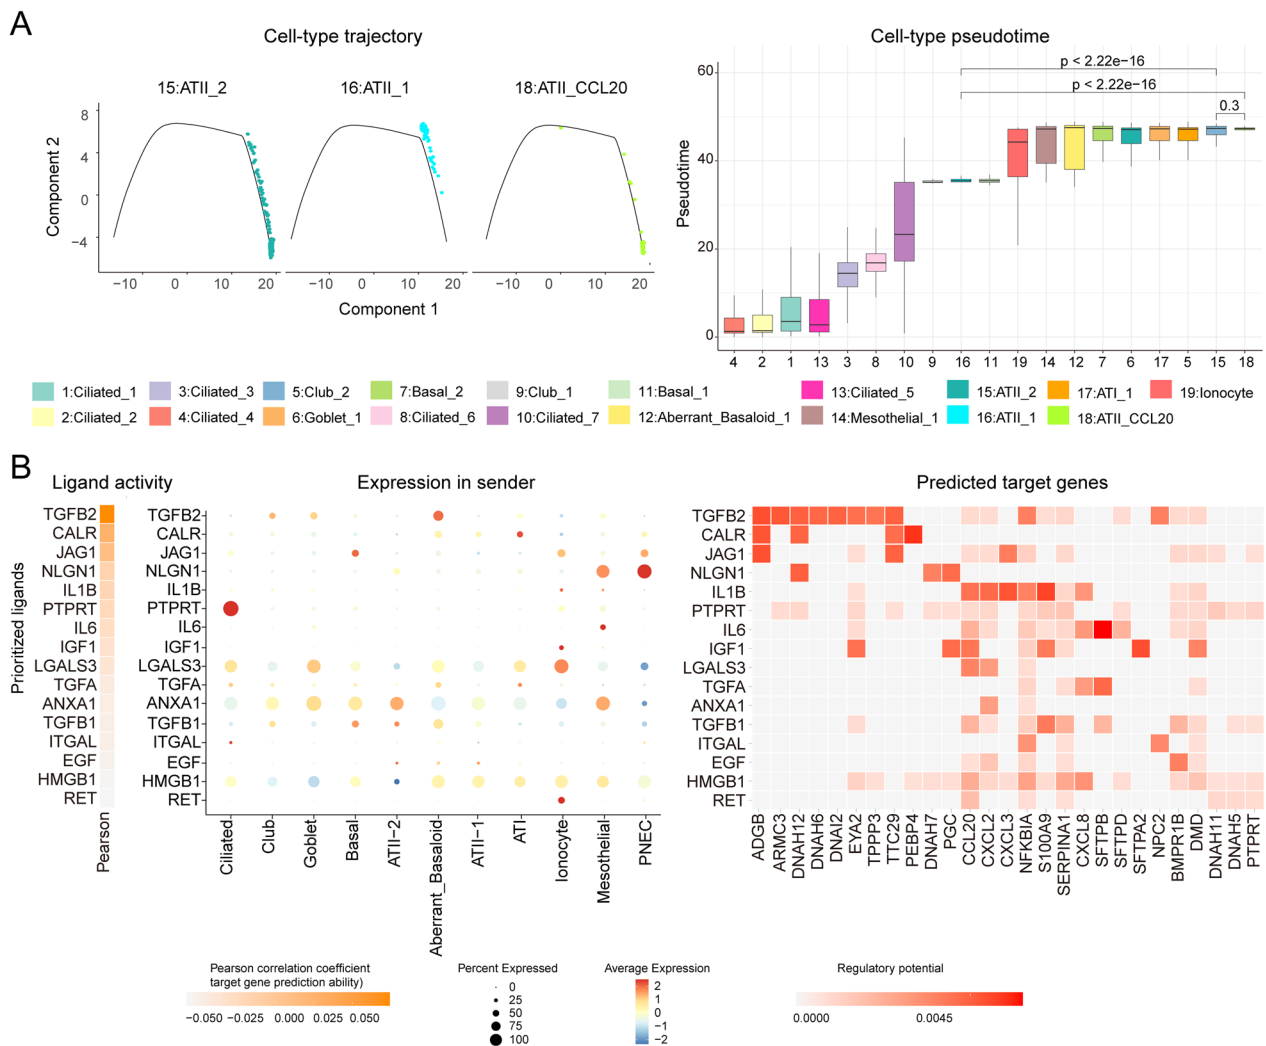 A
Cell-type trajectory
Cell-type pseudotime
15:ATII_2
16:ATII_1
18:ATII_CCL20
Component 2
8
4
0
−4
−10 0 10 20
−10 0 10 20
−10 0 10 20
Component 1
Pseudotime
60
40
20
0
p < 2.22e−16
p < 2.22e−16
0.3
4 2 1 13 3 8 10 9 16 11 19 14 12 7 6 17 5 15 18
1:Ciliated_1
3:Ciliated_3
5:Club_2
7:Basal_2
9:Club_1
11:Basal_1
13:Ciliated_5
15:ATII_2
17:ATI_1
19:Ionocyte
2:Ciliated_2
4:Ciliated_4
6:Goblet_1
8:Ciliated_6
10:Ciliated_7
12:Aberrant_Basaloid_1
14:Mesothelial_1
16:ATII_1
18:ATII_CCL20
B
Ligand activity
Expression in sender
Predicted target genes
Prioritized ligands
TGFB2
CALR
JAG1
NLGN1
IL1B
PTPRT
IL6
IGF1
LGALS3
TGFA
ANXA1
TGFB1
ITGAL
EGF
HMGB1
RET
Pearson
TGFB2
CALR
JAG1
NLGN1
IL1B
PTPRT
IL6
IGF1
LGALS3
TGFA
ANXA1
TGFB1
ITGAL
EGF
HMGB1
RET
Ciliated
Club
Goblet
Basal
ATII−2
Aberrant_Basaloid
ATII−1
ATI
Ionocyte
Mesothelial
PNEC
TGFB2
CALR
JAG1
NLGN1
IL1B
PTPRT
IL6
IGF1
LGALS3
TGFA
ANXA1
TGFB1
ITGAL
EGF
HMGB1
RET
ADGB
ARMC3
DNAH12
DNAH6
DNAI2
EYA2
TPPP3
TTC29
PEBP4
DNAH7
PGC
CCL20
CXCL2
CXCL3
NFKBIA
S100A9
SERPINA1
CXCL8
SFTPB
SFTPD
SFTPA2
NPC2
BMPR1B
DMD
DNAH11
DNAH5
PTPRT
Pearson correlation coefficient
target gene prediction ability)
−0.050 −0.025 0.000 0.025 0.050
Percent Expressed
0
25
50
75
100
Average Expression
2
1
0
−1
−2
Regulatory potential
0.0000 0.0045